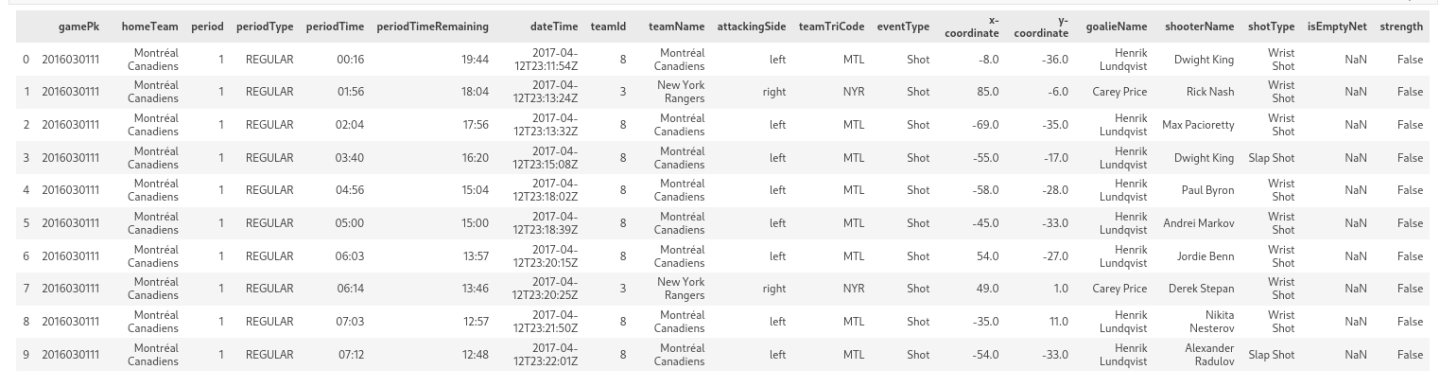 gamePk homeTeam period periodType periodTime periodTimeRemaining dateTime teamId teamName attackingSide teamTriCode eventType x-coordinate y-coordinate goalieName shooterName shotType isEmptyNet strength
0 2016030111 Montréal Canadiens 1 REGULAR 00:16 19:44 2017-04-12T23:11:54Z 8 Montréal Canadiens left MTL Shot -8.0 -36.0 Henrik Lundqvist Dwight King Wrist Shot NaN False
1 2016030111 Montréal Canadiens 1 REGULAR 01:56 18:04 2017-04-12T23:13:24Z 3 New York Rangers right NYR Shot 85.0 -6.0 Carey Price Rick Nash Wrist Shot NaN False
2 2016030111 Montréal Canadiens 1 REGULAR 02:04 17:56 2017-04-12T23:13:32Z 8 Montréal Canadiens left MTL Shot -69.0 -35.0 Henrik Lundqvist Max Pacioretty Wrist Shot NaN False
3 2016030111 Montréal Canadiens 1 REGULAR 03:40 16:20 2017-04-12T23:15:08Z 8 Montréal Canadiens left MTL Shot -55.0 -17.0 Henrik Lundqvist Dwight King Slap Shot NaN False
4 2016030111 Montréal Canadiens 1 REGULAR 04:56 15:04 2017-04-12T23:18:02Z 8 Montréal Canadiens left MTL Shot -58.0 -28.0 Henrik Lundqvist Paul Byron Wrist Shot NaN False
5 2016030111 Montréal Canadiens 1 REGULAR 05:00 15:00 2017-04-12T23:18:39Z 8 Montréal Canadiens left MTL Shot -45.0 -33.0 Henrik Lundqvist Andrei Markov Wrist Shot NaN False
6 2016030111 Montréal Canadiens 1 REGULAR 06:03 13:57 2017-04-12T23:20:15Z 8 Montréal Canadiens left MTL Shot 54.0 -27.0 Henrik Lundqvist Jordie Benn Wrist Shot NaN False
7 2016030111 Montréal Canadiens 1 REGULAR 06:14 13:46 2017-04-12T23:20:25Z 3 New York Rangers right NYR Shot 49.0 1.0 Carey Price Derek Stepan Wrist Shot NaN False
8 2016030111 Montréal Canadiens 1 REGULAR 07:03 12:57 2017-04-12T23:21:50Z 8 Montréal Canadiens left MTL Shot -35.0 11.0 Henrik Lundqvist Nikita Nesterov Wrist Shot NaN False
9 2016030111 Montréal Canadiens 1 REGULAR 07:12 12:48 2017-04-12T23:22:01Z 8 Montréal Canadiens left MTL Shot -54.0 -33.0 Henrik Lundqvist Alexander Radulov Slap Shot NaN False